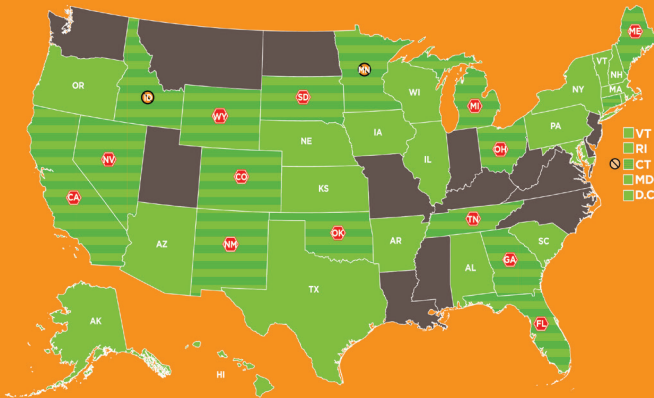 ME
VT
NH
MN
OR
ID
WI
NY
MA
SD
MI
WY
PA
IA
NE
OH
NV
IL
CO
KS
CA
TN
OK
AZ
NM
AR
SC
AL
GA
TX
FL
AK
HI
VT
RI
CT
MD
D.C